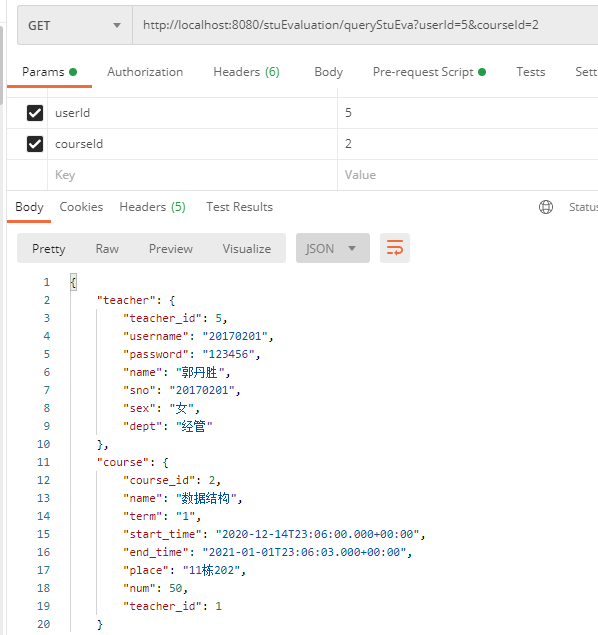 GET http://localhost:8080/stuEvaluation/queryStuEva?userId=5&courseId=2
Params Authorization Headers (6) Body Pre-request Script Tests Sett
userId 5
courseId 2
Key Value
Body Cookies Headers (5) Test Results Status
Pretty Raw Preview Visualize JSON
1 {
2 "teacher": {
3 "teacher_id": 5,
4 "username": "20170201",
5 "password": "123456",
6 "name": "郭丹胜",
7 "sno": "20170201",
8 "sex": "女",
9 "dept": "经管"
10 },
11 "course": {
12 "course_id": 2,
13 "name": "数据结构",
14 "term": "1",
15 "start_time": "2020-12-14T23:06:00.000+00:00",
16 "end_time": "2021-01-01T23:06:03.000+00:00",
17 "place": "11栋202",
18 "num": 50,
19 "teacher_id": 1
20 }